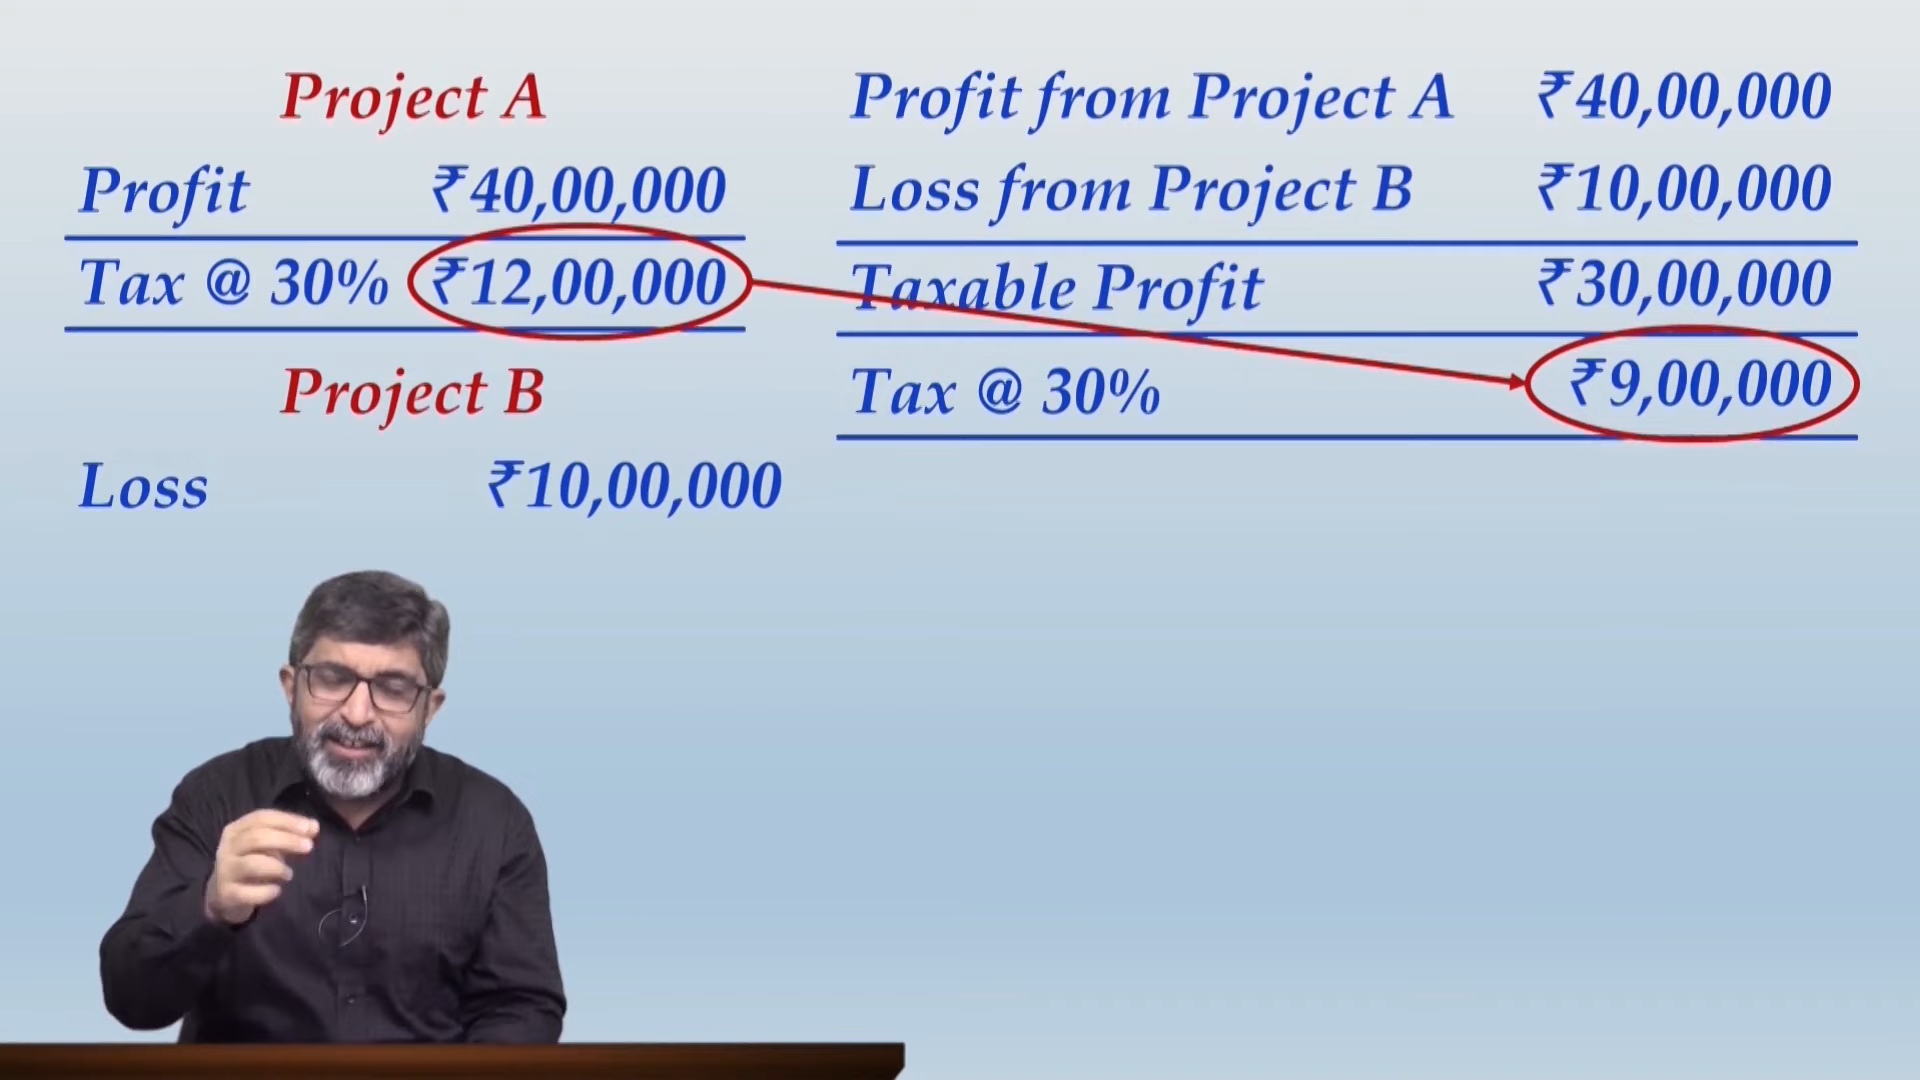 Project A
Profit ₹40,00,000
Tax @ 30% ₹12,00,000
Project B
Loss ₹10,00,000
Profit from Project A ₹40,00,000
Loss from Project B ₹10,00,000
Taxable Profit ₹30,00,000
Tax @ 30% ₹9,00,000